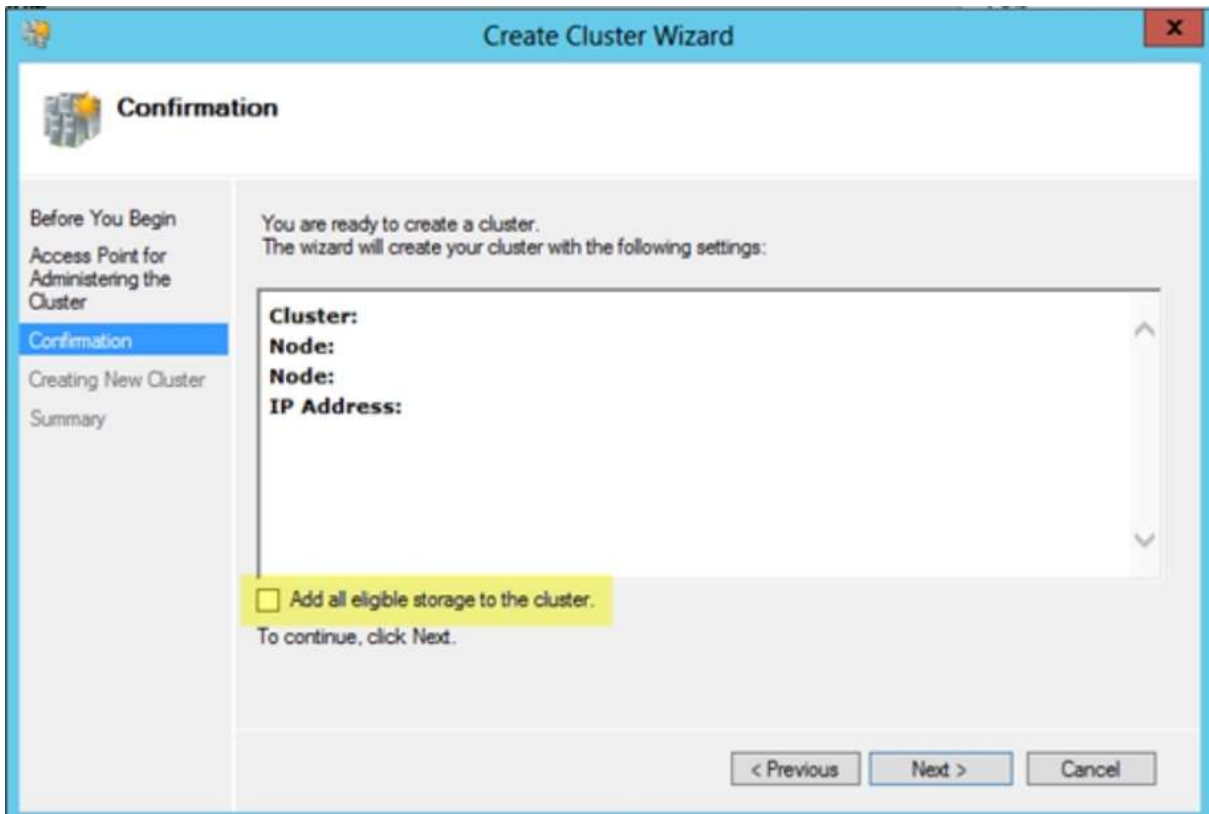 Create Cluster Wizard
x
Confirmation
Before You Begin
Access Point for
Administering the
Cluster
Confirmation
Creating New Cluster
Summary
You are ready to create a cluster.
The wizard will create your cluster with the following settings:
Cluster:
Node:
Node:
IP Address:
Add all eligible storage to the cluster.
To continue, click Next.
< Previous
Next >
Cancel